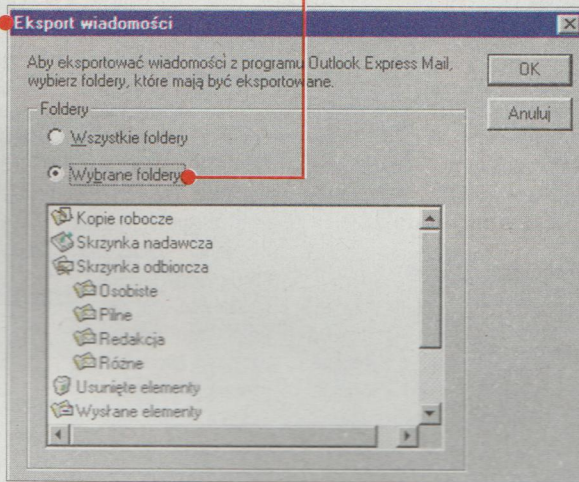 Eksport wiadomości
Aby eksportować wiadomości z programu Outlook Express Mail,
wybierz foldery, które mają być eksportowane.
OK
Anuluj
Foldery
Wszystkie foldery
Wybrane foldery
Kopie robocze
Skrzynka nadawcza
Skrzynka odbiorcza
Osobiste
Pilne
Redakcja
Różne
Usunięte elementy
Wysłane elementy